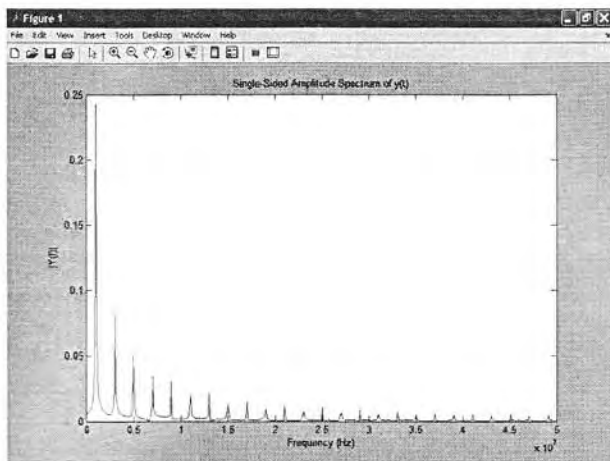 Figure 1
File Edit View Insert Tools Desktop Window Help
Single-Sided Amplitude Spectrum of y(t)
0.25
0.2
0.15
0.1
0.05
0
|Y(f)|
0 0.5 1 1.5 2 2.5 3 3.5 4 4.5 5
Frequency (Hz)
x 10⁷